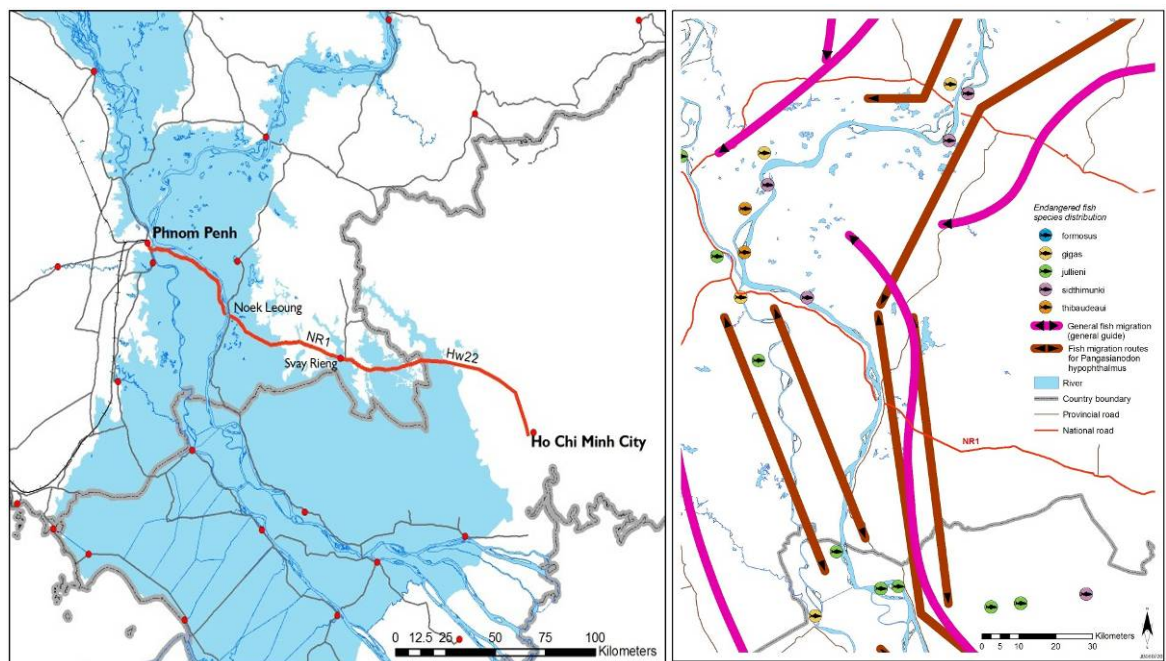 Phnom Penh
Noek Leoung
NR1
Hw22
Svay Rieng
Ho Chi Minh City
0 12.5 25 50 75 100
Kilometers
Endangered fish
species distribution
formosus
gigas
jullieni
sidthimunki
thibaudeaui
General fish migration
(general guide)
Fish migration routes
for Pangasianodon
hypophthalmus
River
Country boundary
Provincial road
National road
NR1
0 5 10 20 30
Kilometers
N